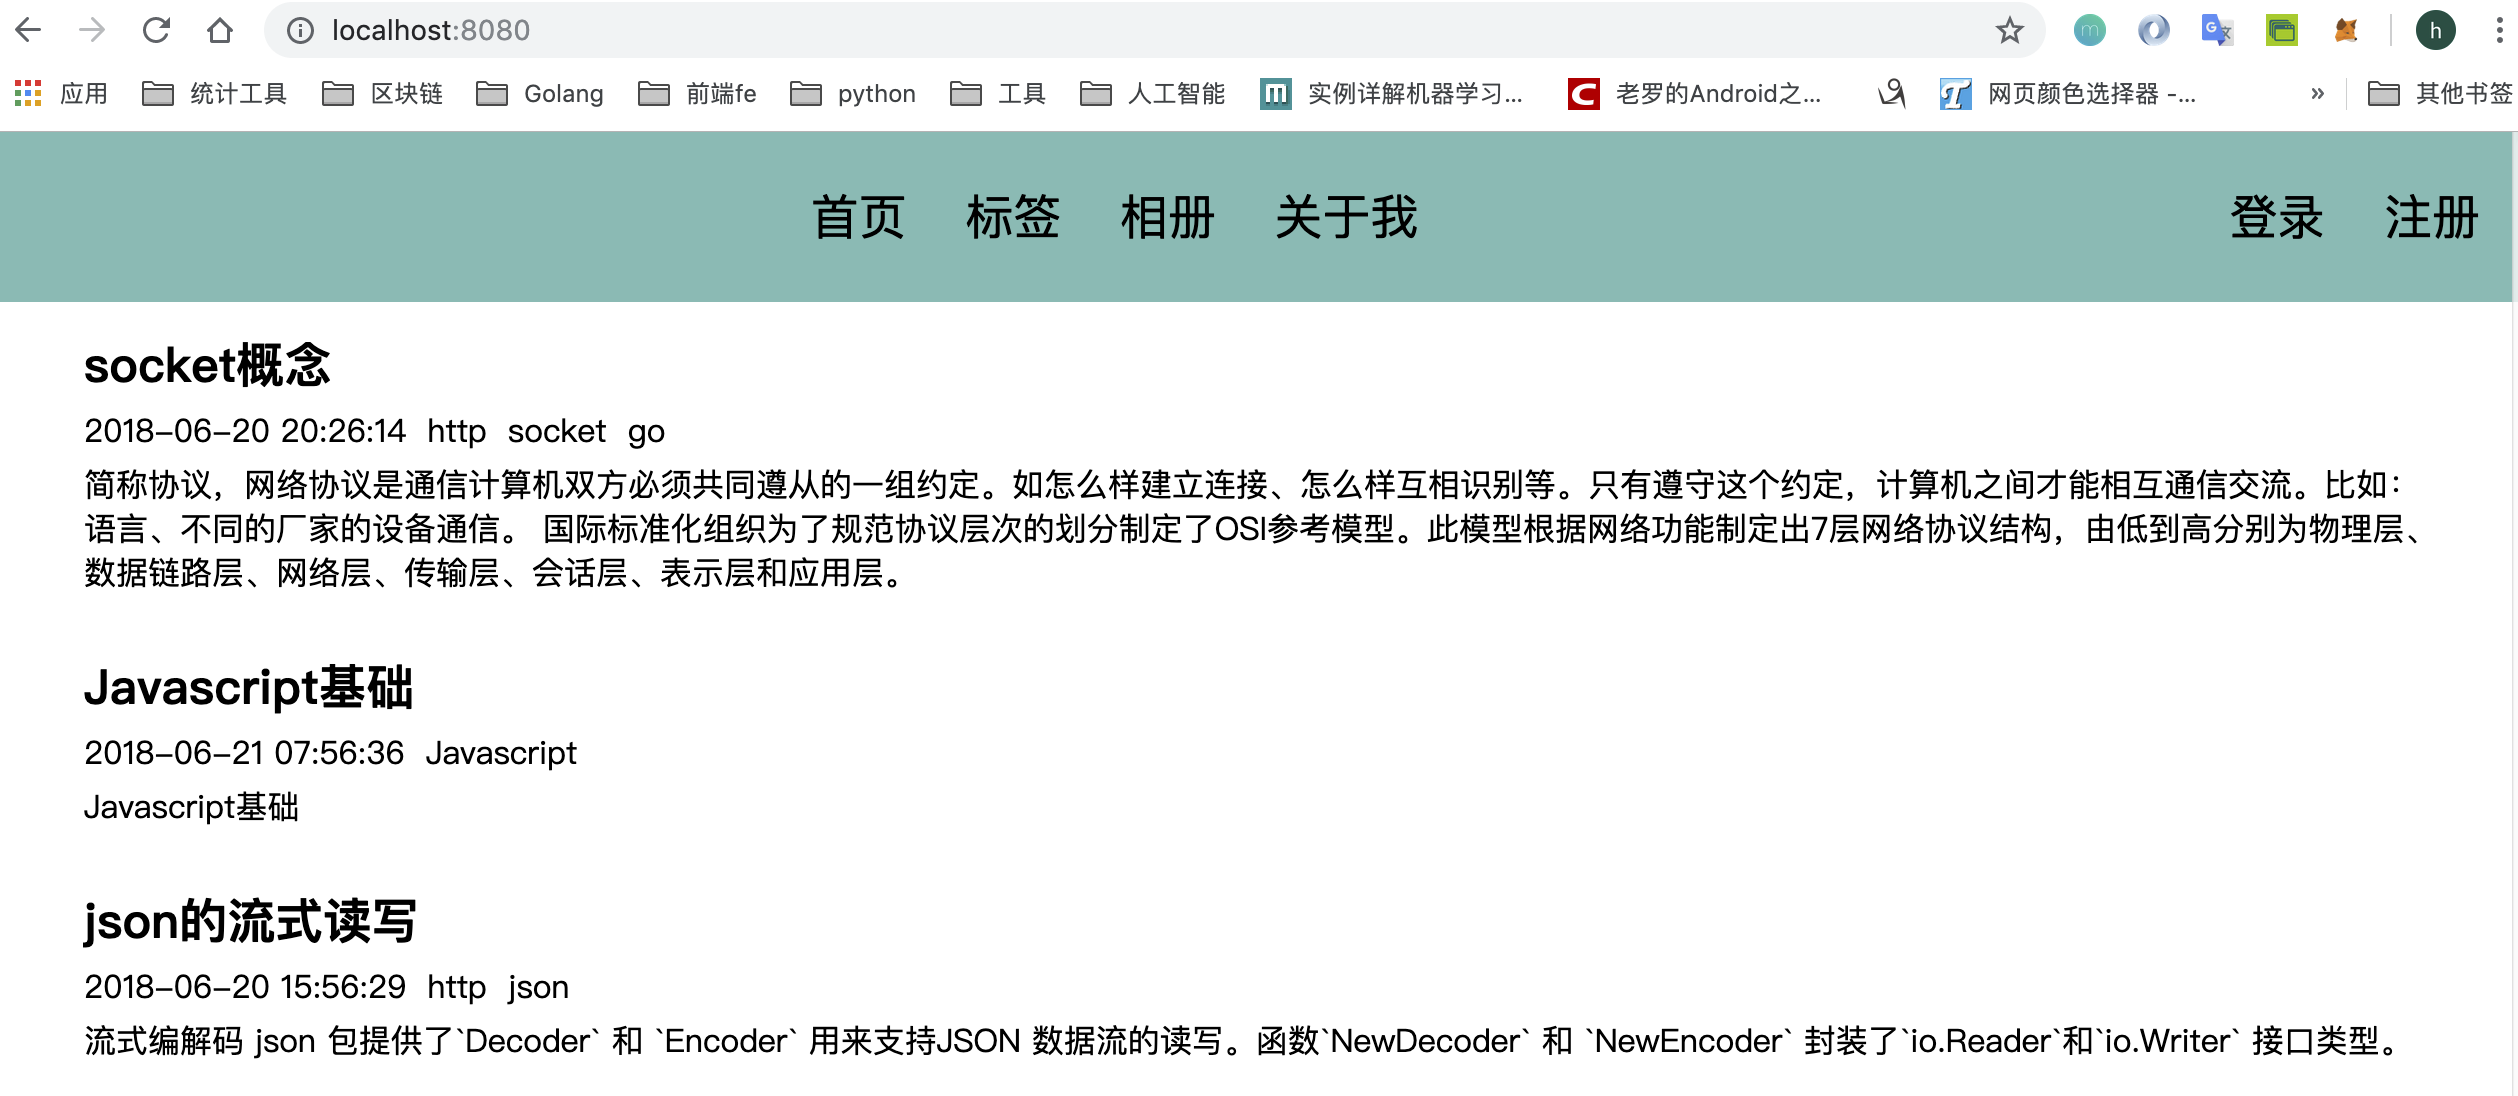 localhost:8080
h
应用 统计工具 区块链 Golang 前端fe python 工具 人工智能 实例详解机器学习... 老罗的Android之... 网页颜色选择器 -... » 其他书签
首页 标签 相册 关于我 登录 注册
socket概念
2018-06-20 20:26:14 http socket go
简称协议，网络协议是通信计算机双方必须共同遵从的一组约定。如怎么样建立连接、怎么样互相识别等。只有遵守这个约定，计算机之间才能相互通信交流。比如：
语言、不同的厂家的设备通信。 国际标准化组织为了规范协议层次的划分制定了OSI参考模型。此模型根据网络功能制定出7层网络协议结构，由低到高分别为物理层、
数据链路层、网络层、传输层、会话层、表示层和应用层。
Javascript基础
2018-06-21 07:56:36 Javascript
Javascript基础
json的流式读写
2018-06-20 15:56:29 http json
流式编解码 json 包提供了`Decoder` 和 `Encoder` 用来支持JSON 数据流的读写。函数`NewDecoder` 和 `NewEncoder` 封装了`io.Reader`和`io.Writer` 接口类型。